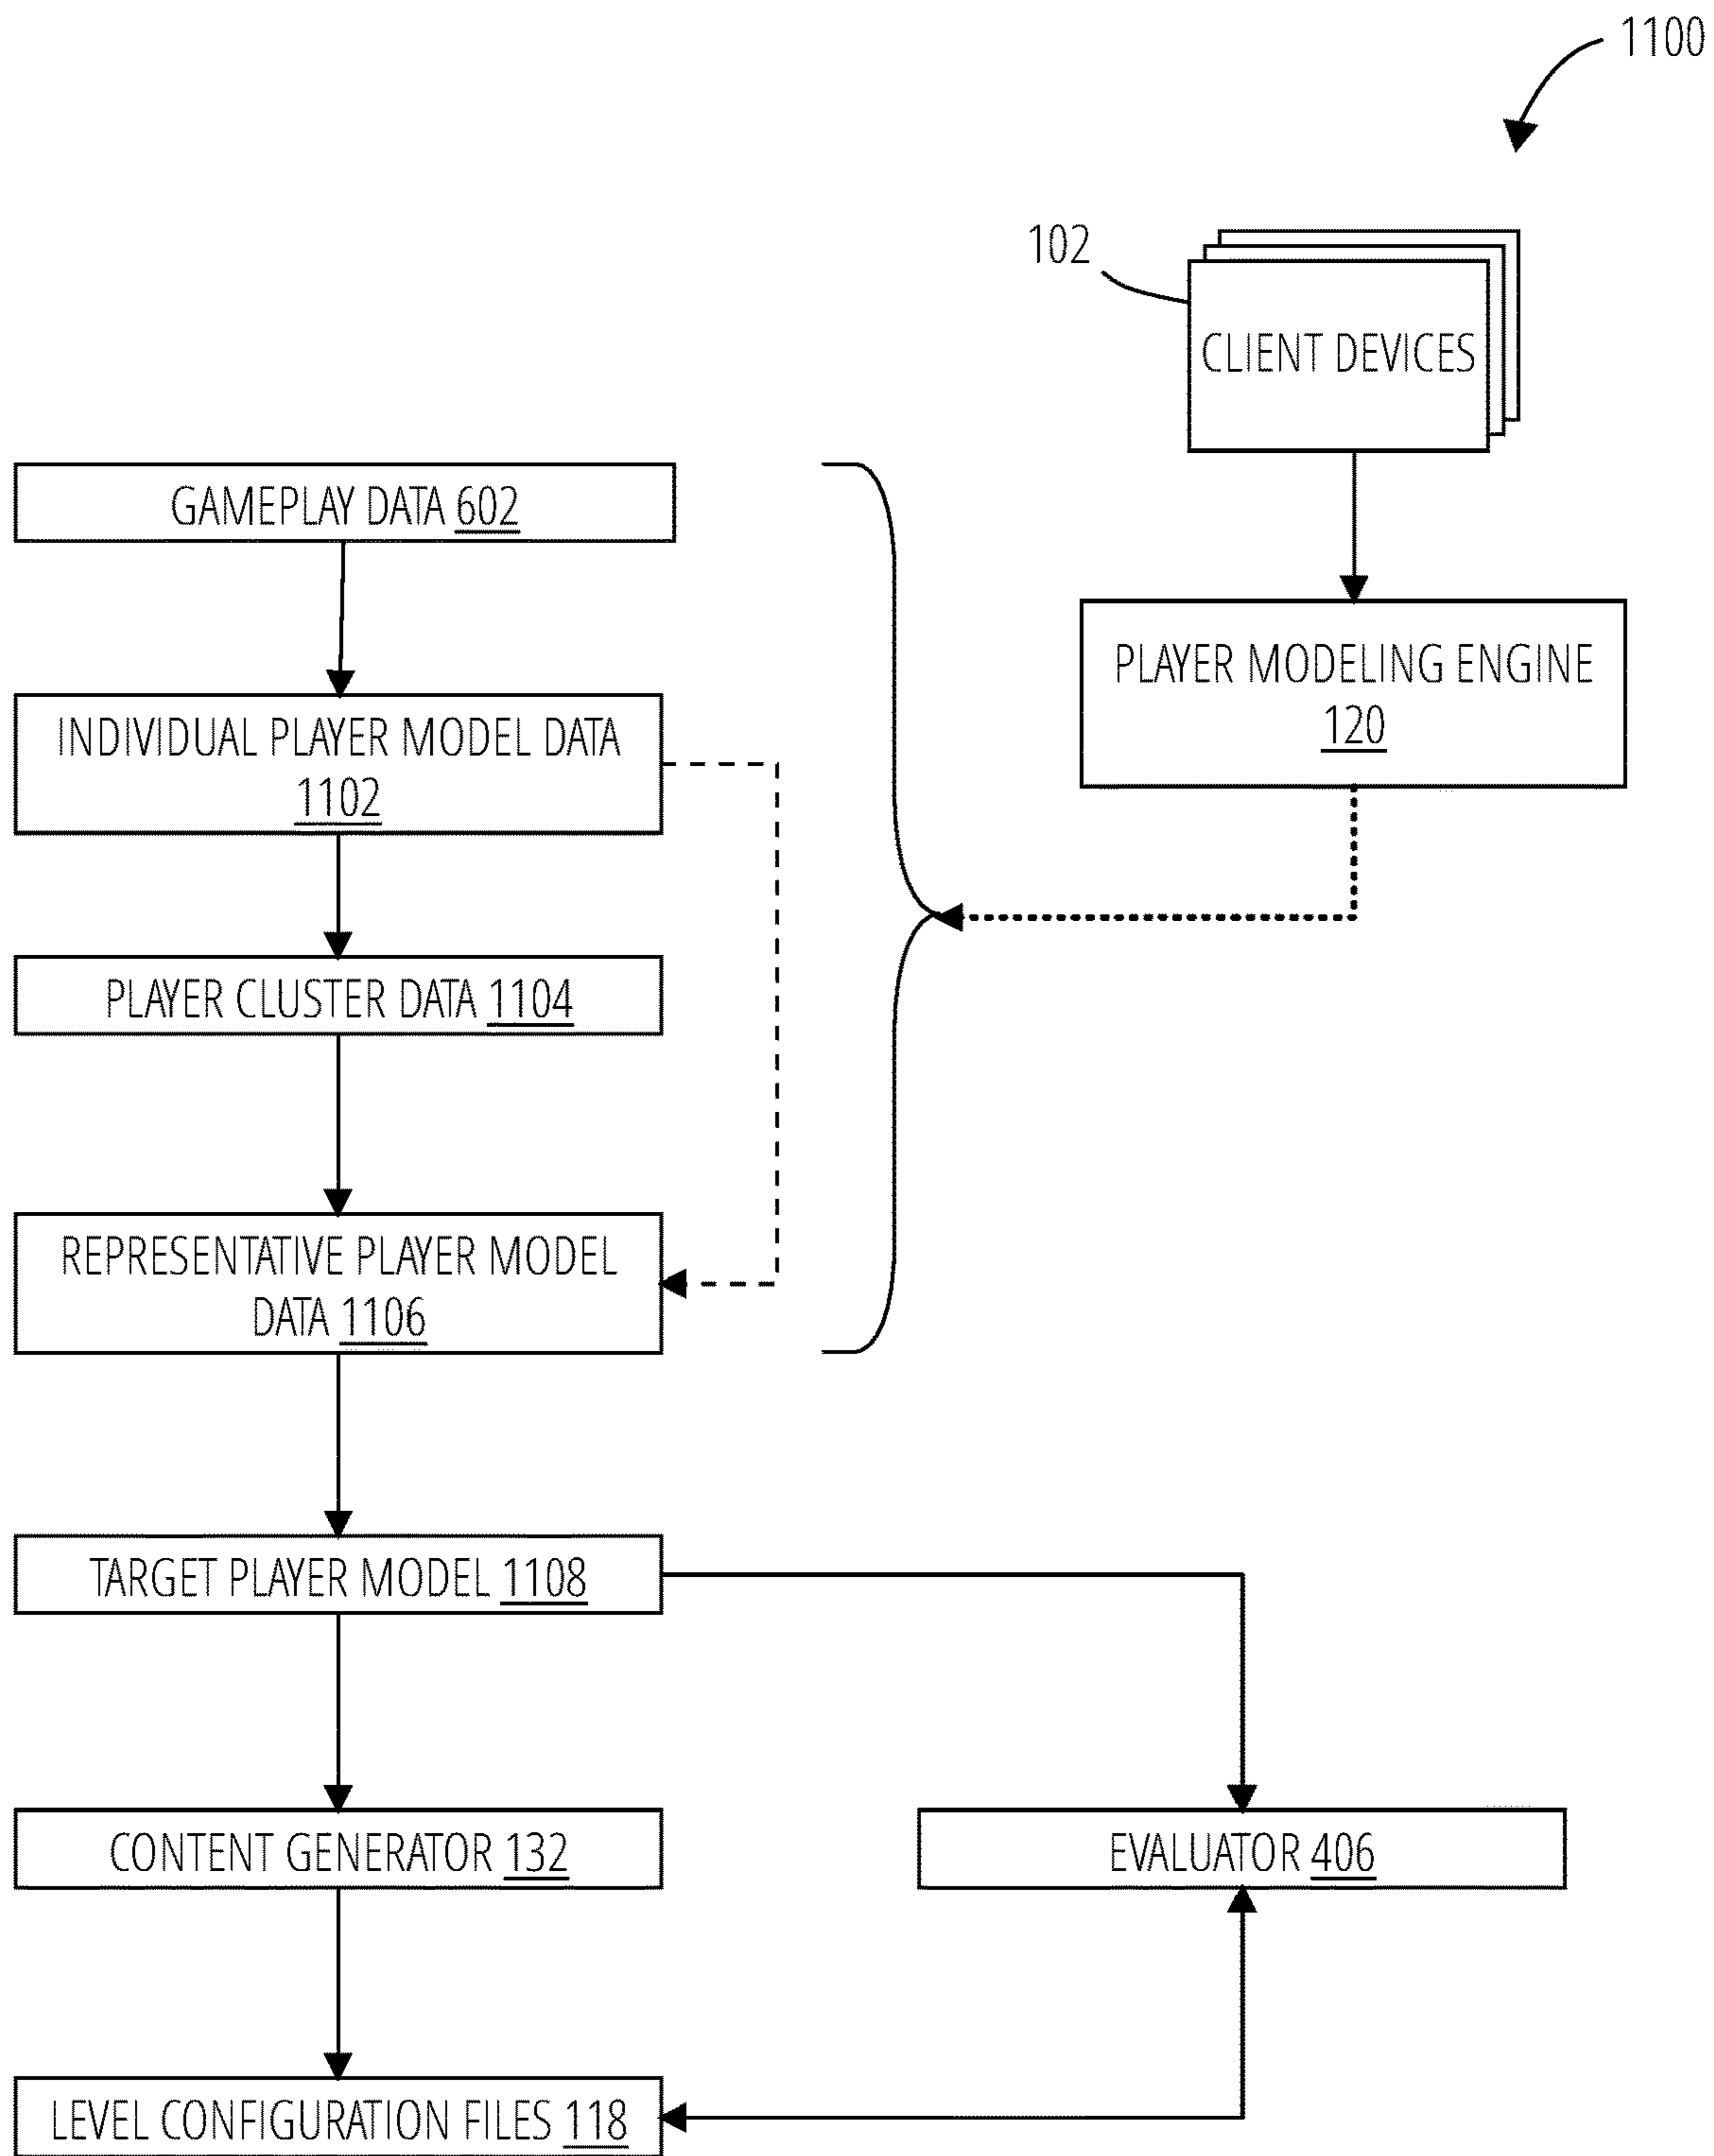 1100
102
CLIENT DEVICES
GAMEPLAY DATA 602
PLAYER MODELING ENGINE
120
INDIVIDUAL PLAYER MODEL DATA
1102
PLAYER CLUSTER DATA 1104
REPRESENTATIVE PLAYER MODEL
DATA 1106
TARGET PLAYER MODEL 1108
CONTENT GENERATOR 132
EVALUATOR 406
LEVEL CONFIGURATION FILES 118